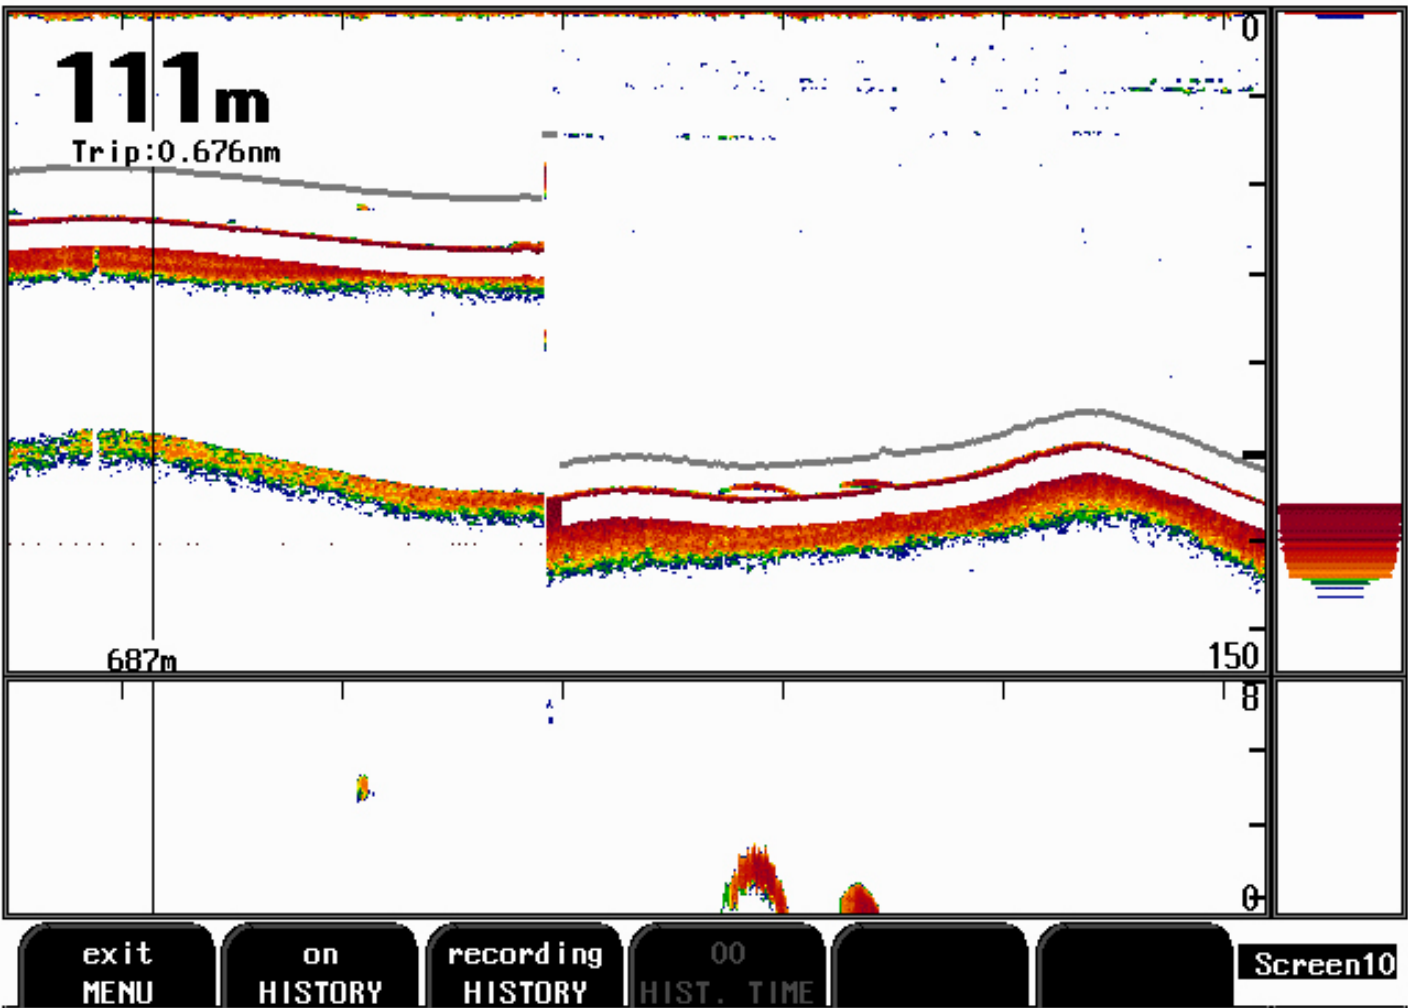 0
111m
Trip:0.676nm
687m
150
8
0
exit
MENU
on
HISTORY
recording
HISTORY
00
HIST. TIME
Screen10